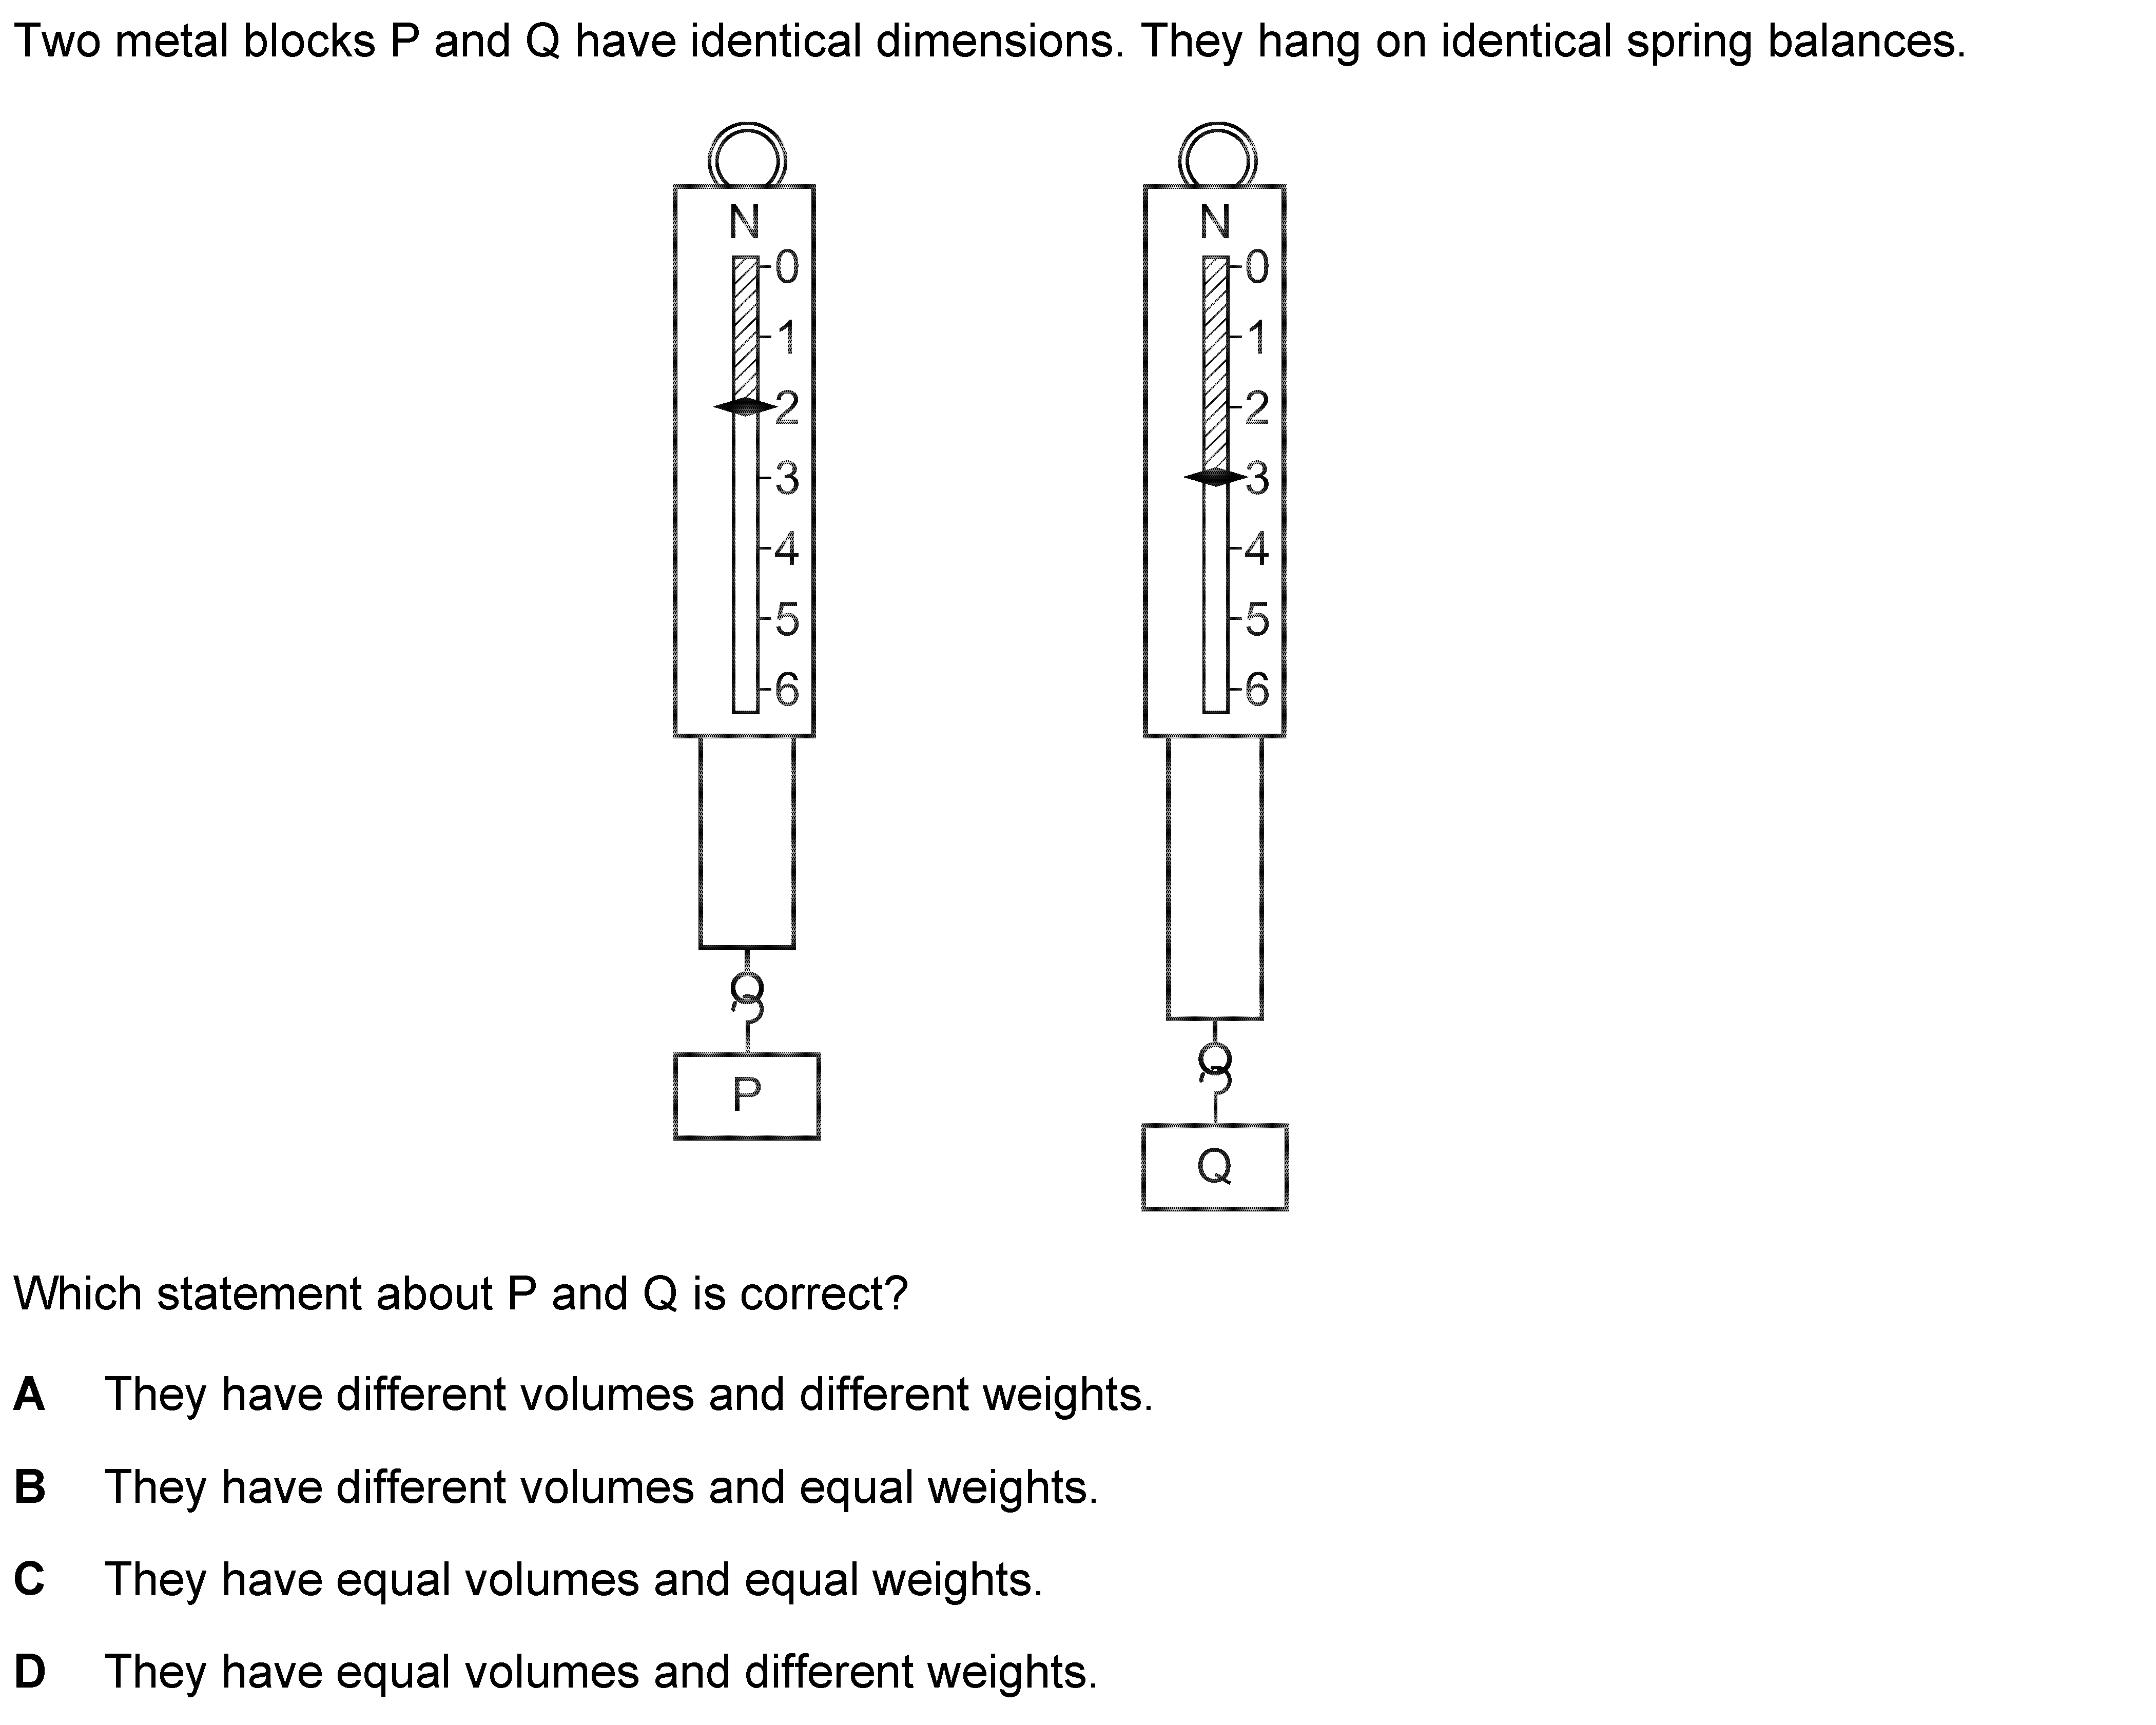 Two metal blocks P and Q have identical dimensions. They hang on identical spring balances.
N
0
1
2
3
4
5
6
P
N
0
1
2
3
4
5
6
Q
Which statement about P and Q is correct?
A They have different volumes and different weights.
B They have different volumes and equal weights.
C They have equal volumes and equal weights.
D They have equal volumes and different weights.